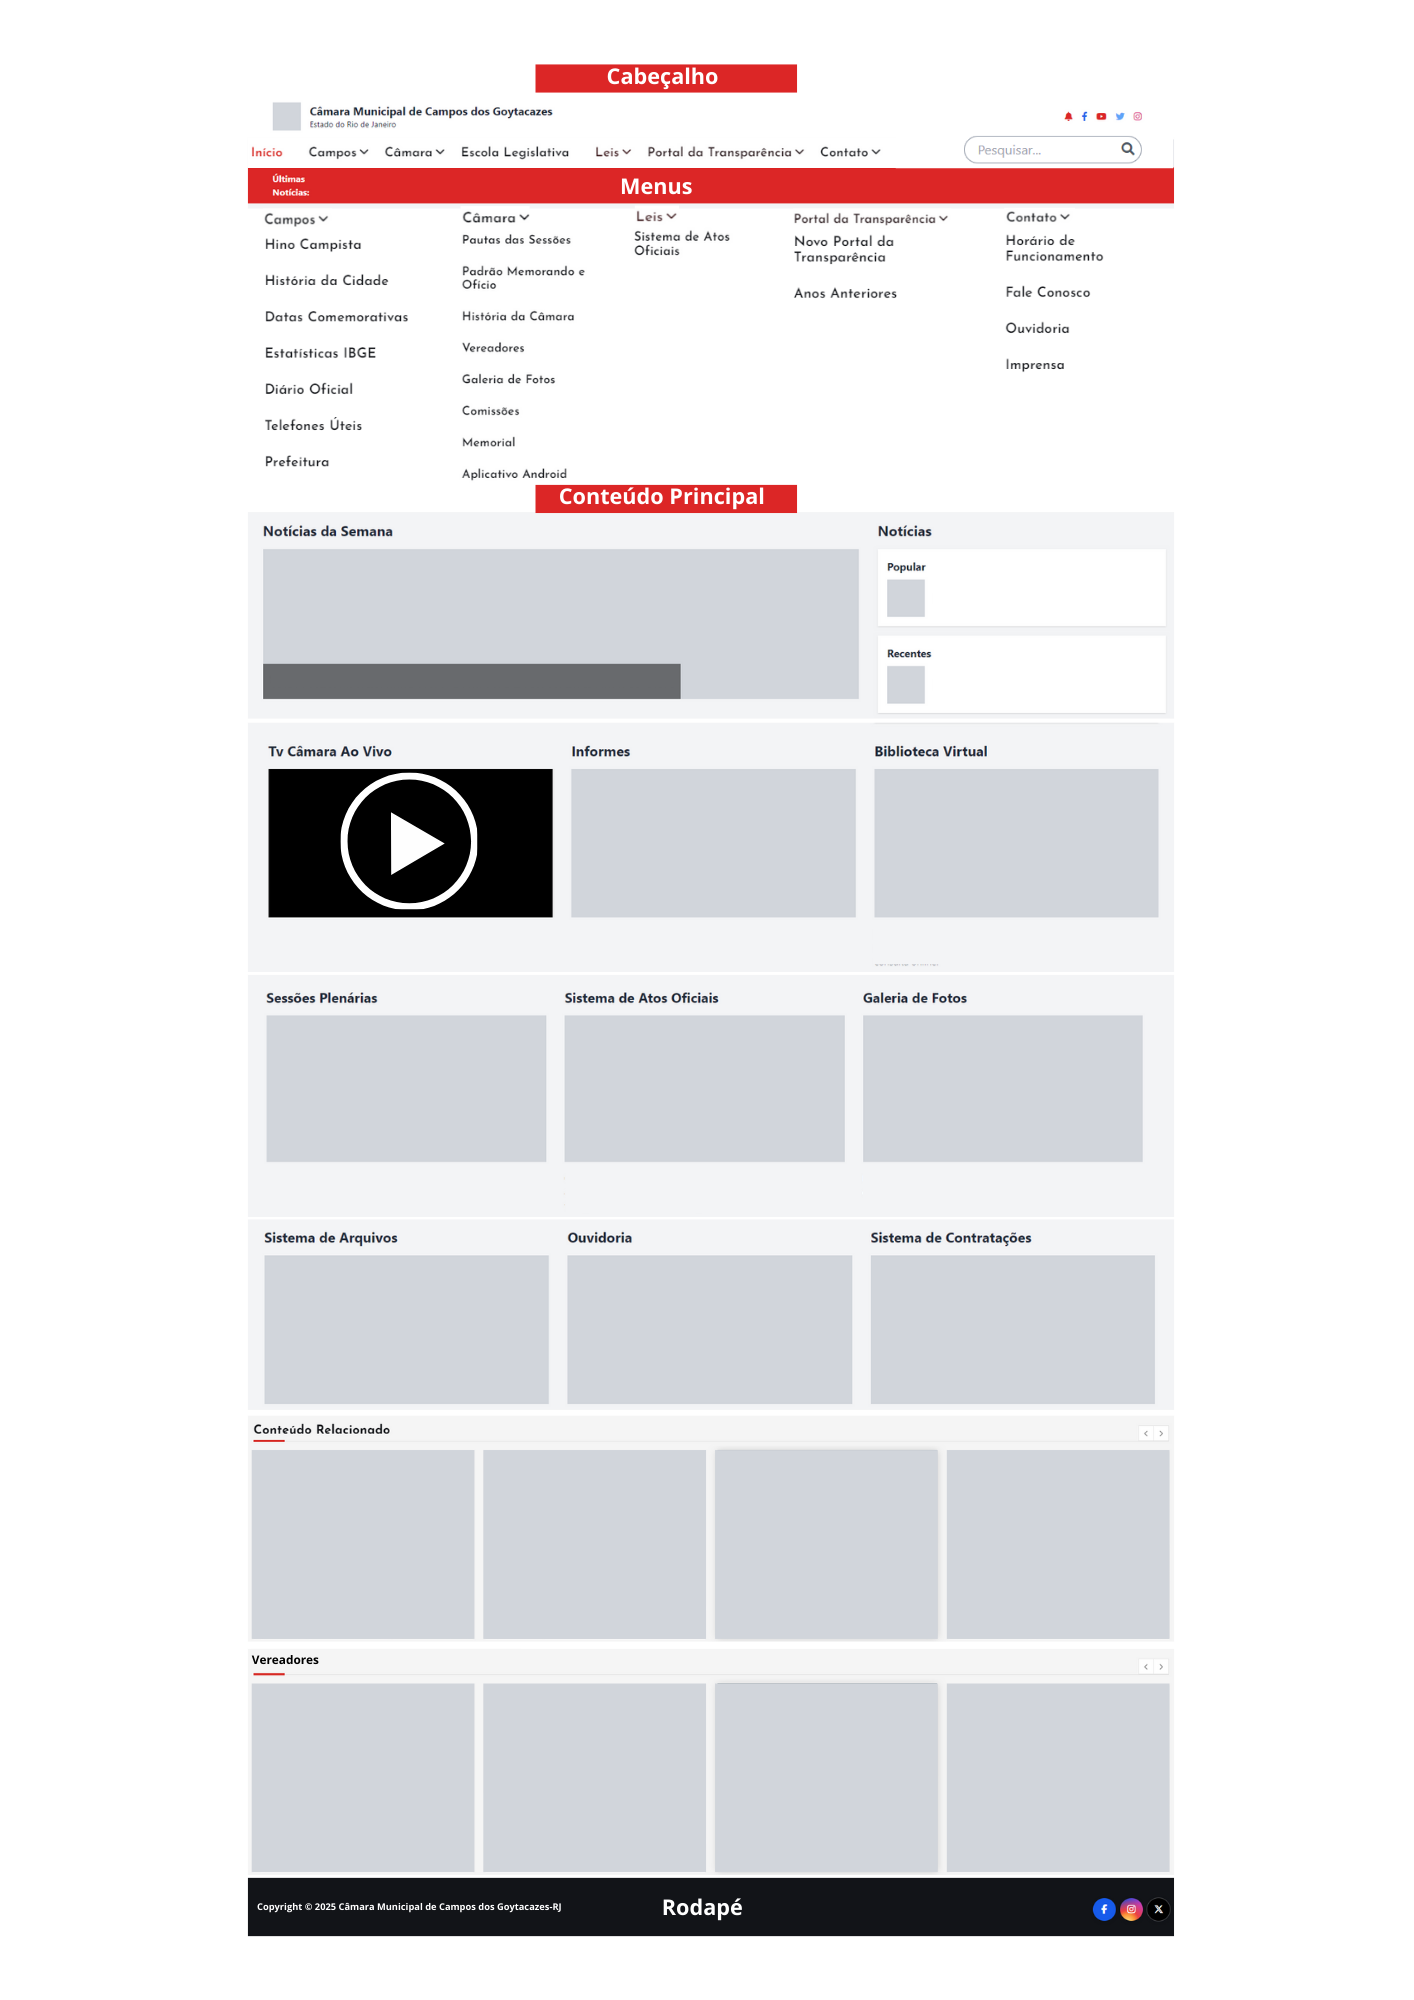 Cabeçalho
Câmara Municipal de Campos dos Goytacazes
Estado do Rio de Janeiro
Início Campos Câmara Escola Legislativa Leis Portal da Transparência Contato
Pesquisar...
Últimas
Notícias:
Menus
Campos
Hino Campista
História da Cidade
Datas Comemorativas
Estatísticas IBGE
Diário Oficial
Telefones Úteis
Prefeitura
Câmara
Pautas das Sessões
Padrão Memorando e
Ofício
História da Câmara
Vereadores
Galeria de Fotos
Comissões
Memorial
Aplicativo Android
Leis
Sistema de Atos
Oficiais
Portal da Transparência
Novo Portal da
Transparência
Anos Anteriores
Contato
Horário de
Funcionamento
Fale Conosco
Ouvidoria
Imprensa
Conteúdo Principal
Notícias da Semana
Notícias
Popular
Recentes
Tv Câmara Ao Vivo
Informes
Biblioteca Virtual
Sessões Plenárias
Sistema de Atos Oficiais
Galeria de Fotos
Sistema de Arquivos
Ouvidoria
Sistema de Contratações
Conteúdo Relacionado
Vereadores
Copyright © 2025 Câmara Municipal de Campos dos Goytacazes-RJ
Rodapé